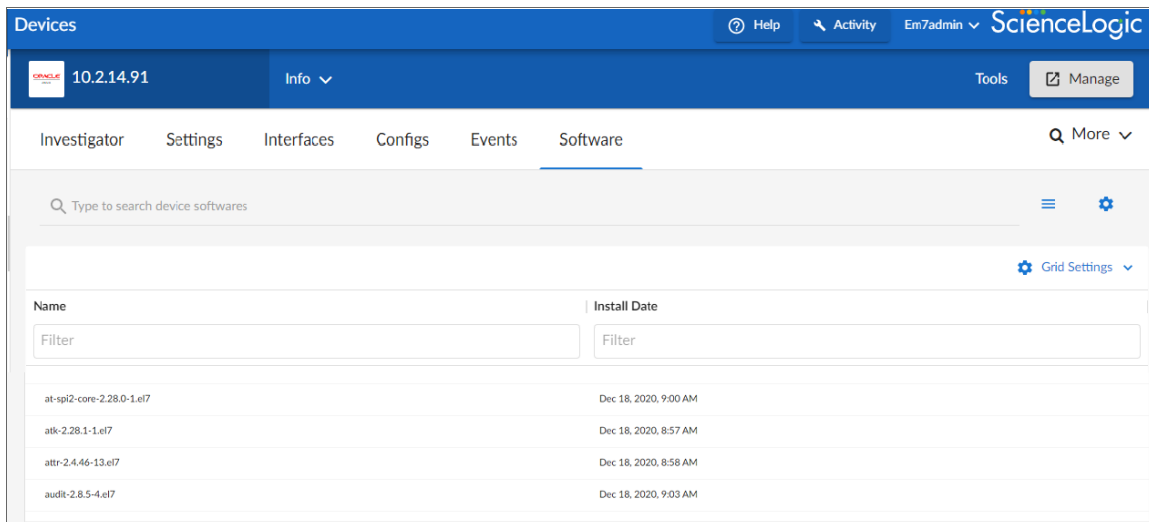 Devices
Help
Activity
Em7admin
ScienceLogic
ORACLE
10.2.14.91
Info
Tools
Manage
Investigator
Settings
Interfaces
Configs
Events
Software
More
Type to search device softwares
Grid Settings
Name
Install Date
Filter
Filter
at-spi2-core-2.28.0-1.el7
Dec 18, 2020, 9:00 AM
atk-2.28.1-1.el7
Dec 18, 2020, 8:57 AM
attr-2.4.46-13.el7
Dec 18, 2020, 8:58 AM
audit-2.8.5-4.el7
Dec 18, 2020, 9:03 AM